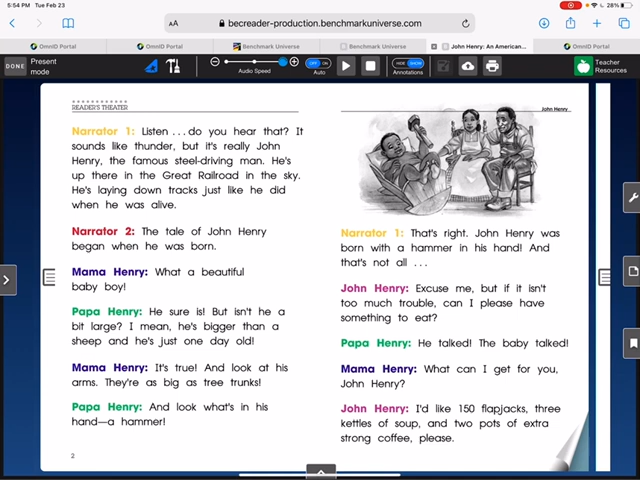 5:54 PM Tue Feb 23
28%
AA
becreader-production.benchmarkuniverse.com
OmniID Portal
OmniID Portal
Benchmark Universe
Benchmark Universe
John Henry: An American...
OmniID Portal
DONE
Present mode
Audio Speed
OFF ON
Auto
HIDE SHOW
Annotations
Teacher Resources
READER'S THEATER
Narrator 1: Listen . . . do you hear that? It
sounds like thunder, but it's really John
Henry, the famous steel-driving man. He's
up there in the Great Railroad in the sky.
He's laying down tracks just like he did
when he was alive.
Narrator 2: The tale of John Henry
began when he was born.
Mama Henry: What a beautiful
baby boy!
Papa Henry: He sure is! But isn't he a
bit large? I mean, he's bigger than a
sheep and he's just one day old!
Mama Henry: It's true! And look at his
arms. They're as big as tree trunks!
Papa Henry: And look what's in his
hand—a hammer!
2
John Henry
Narrator 1: That's right. John Henry was
born with a hammer in his hand! And
that's not all . . .
John Henry: Excuse me, but if it isn't
too much trouble, can I please have
something to eat?
Papa Henry: He talked! The baby talked!
Mama Henry: What can I get for you,
John Henry?
John Henry: I'd like 150 flapjacks, three
kettles of soup, and two pots of extra
strong coffee, please.